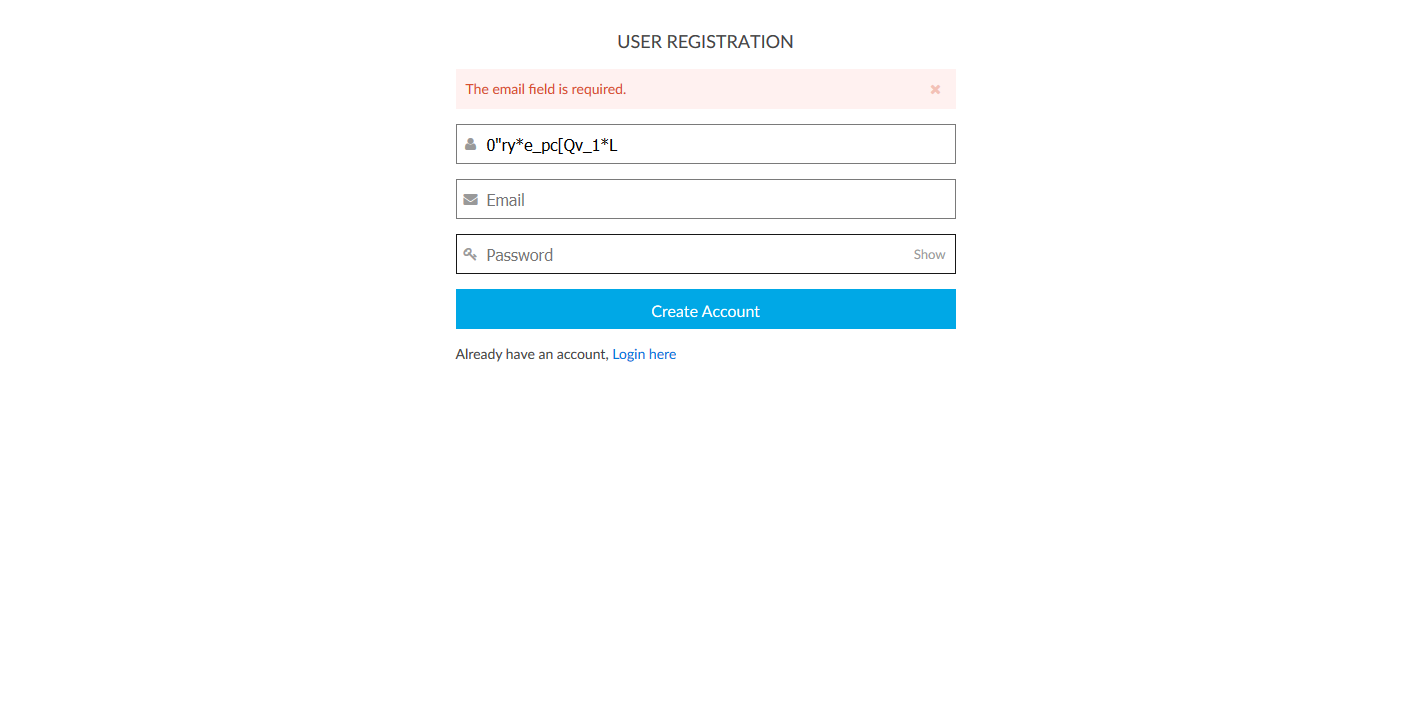 USER REGISTRATION
The email field is required.
0"ry*e_pc[Qv_1*L
Email
Password Show
Create Account
Already have an account, Login here